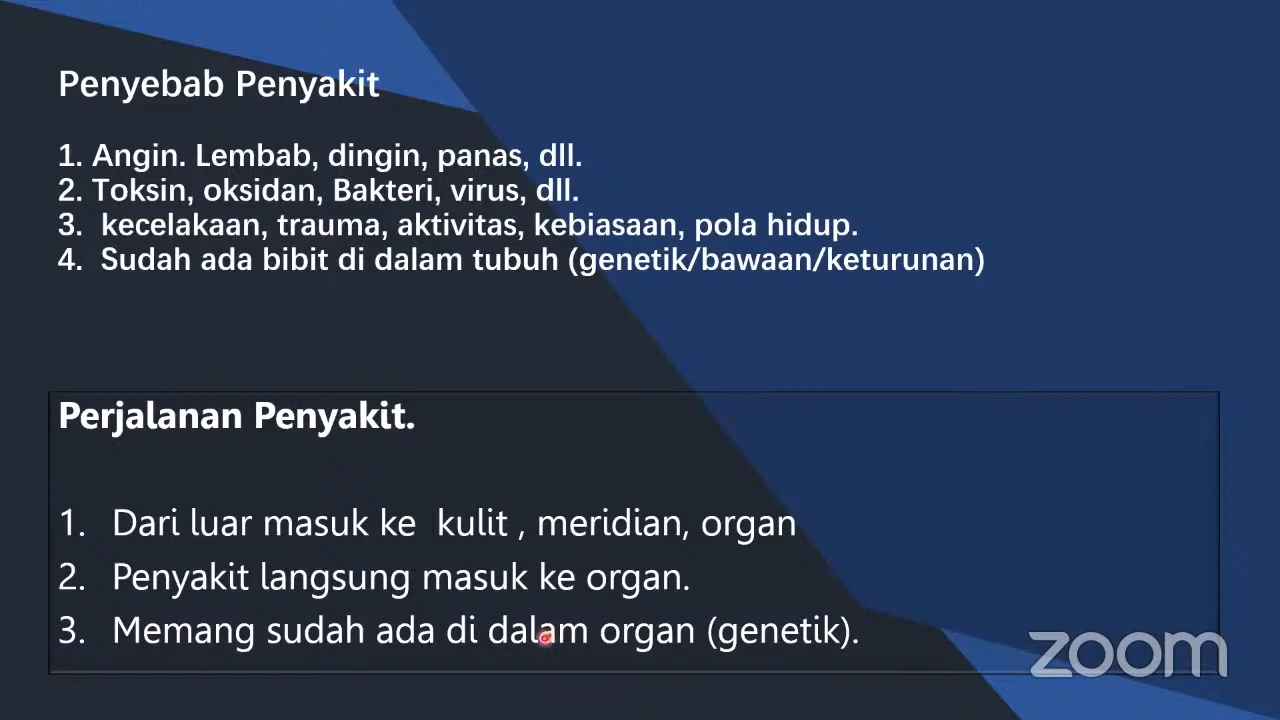 Penyebab Penyakit
1. Angin. Lembab, dingin, panas, dll.
2. Toksin, oksidan, Bakteri, virus, dll.
3. kecelakaan, trauma, aktivitas, kebiasaan, pola hidup.
4. Sudah ada bibit di dalam tubuh (genetik/bawaan/keturunan)
Perjalanan Penyakit.
1. Dari luar masuk ke kulit , meridian, organ
2. Penyakit langsung masuk ke organ.
3. Memang sudah ada di dalam organ (genetik).
zoom